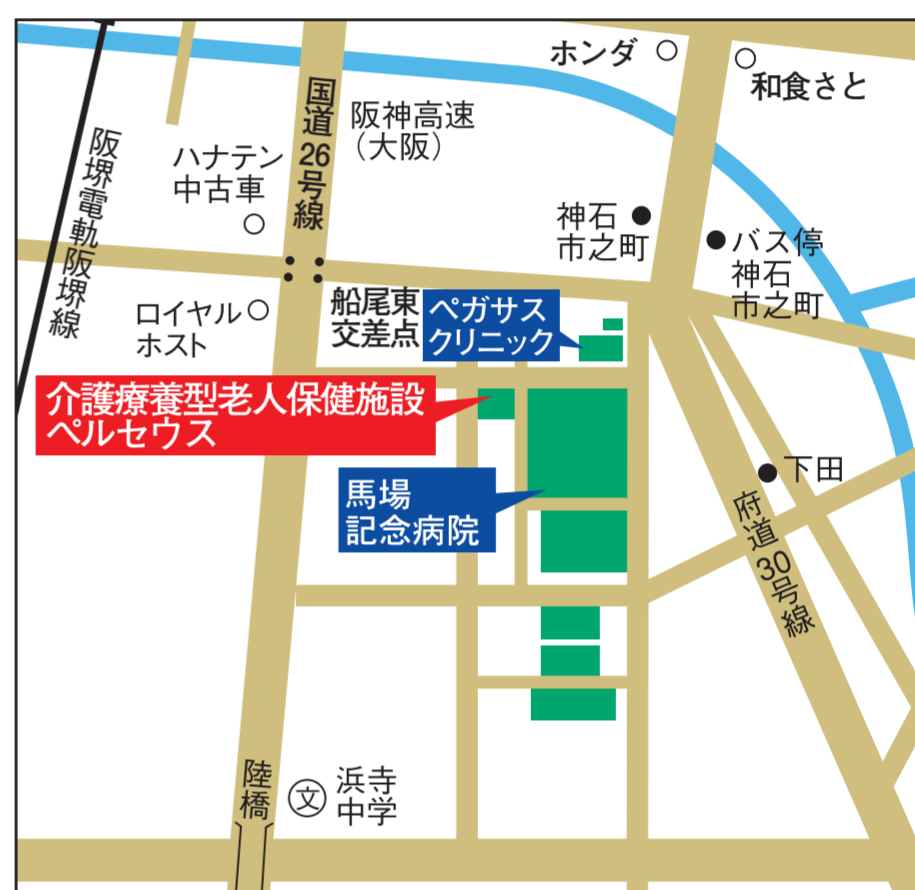 ホンダ
和食さと
国道26号線
阪神高速
（大阪）
阪堺電軌阪堺線
ハナテン
中古車
神石
市之町
バス停
神石
市之町
ロイヤル
ホスト
船尾東
交差点
ペガサス
クリニック
介護療養型老人保健施設
ペルセウス
馬場
記念病院
下田
府道30号線
陸橋
文
浜寺
中学